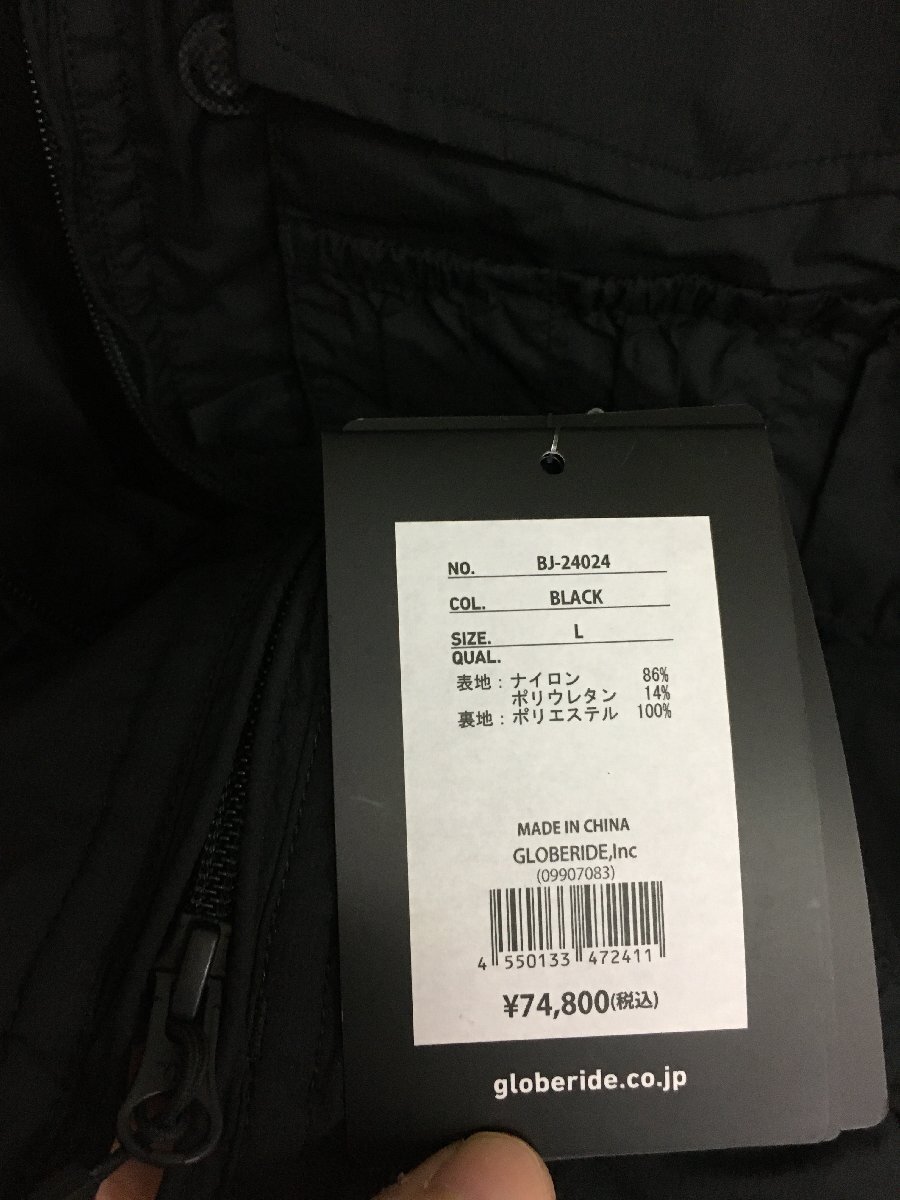 NO. BJ-24024
COL. BLACK
SIZE. L
QUAL.
表地：ナイロン 86%
ポリウレタン 14%
裏地：ポリエステル 100%
MADE IN CHINA
GLOBERIDE,Inc
(09907083)
4 550133 472411
¥74,800(税込)
globeride.co.jp